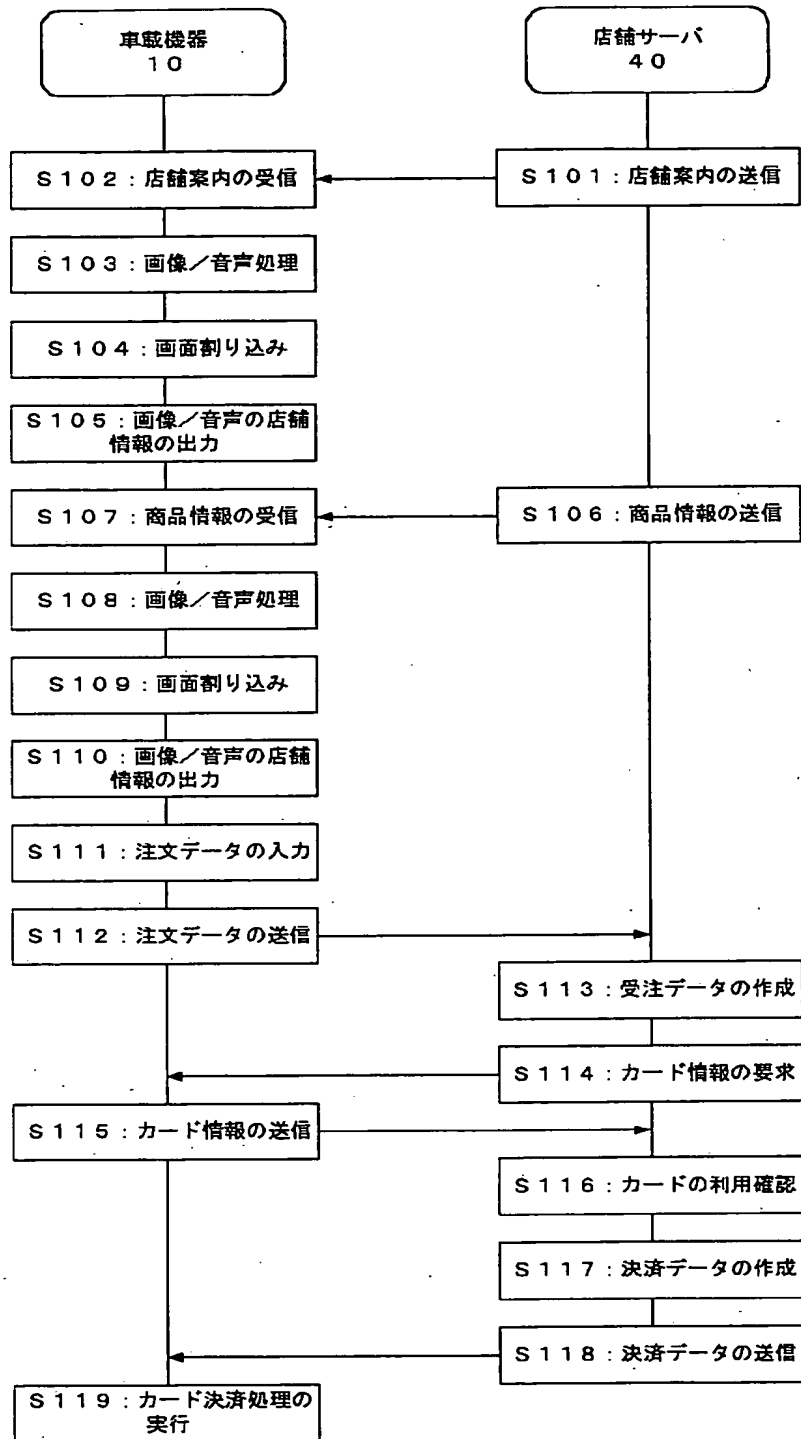 車載機器
10
店舗サーバ
40
S102：店舗案内の受信
S101：店舗案内の送信
S103：画像／音声処理
S104：画面割り込み
S105：画像／音声の店舗
情報の出力
S107：商品情報の受信
S106：商品情報の送信
S108：画像／音声処理
S109：画面割り込み
S110：画像／音声の店舗
情報の出力
S111：注文データの入力
S112：注文データの送信
S113：受注データの作成
S114：カード情報の要求
S115：カード情報の送信
S116：カードの利用確認
S117：決済データの作成
S118：決済データの送信
S119：カード決済処理の
実行